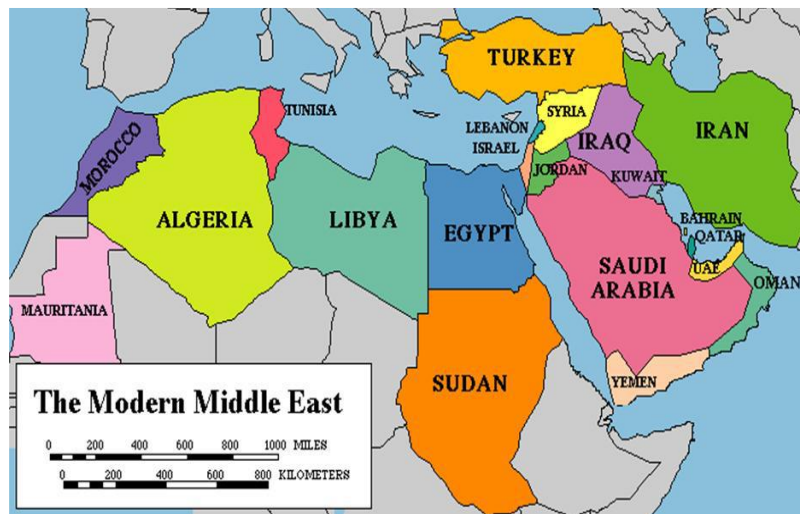 TURKEY
TUNISIA
SYRIA
LEBANON
ISRAEL
IRAQ
IRAN
MOROCCO
JORDAN
KUWAIT
ALGERIA
LIBYA
EGYPT
BAHRAIN
QATAR
SAUDI
ARABIA
UAE
OMAN
MAURITANIA
SUDAN
YEMEN
The Modern Middle East
0 200 400 600 800 1000 MILES
0 200 400 600 800 KILOMETERS